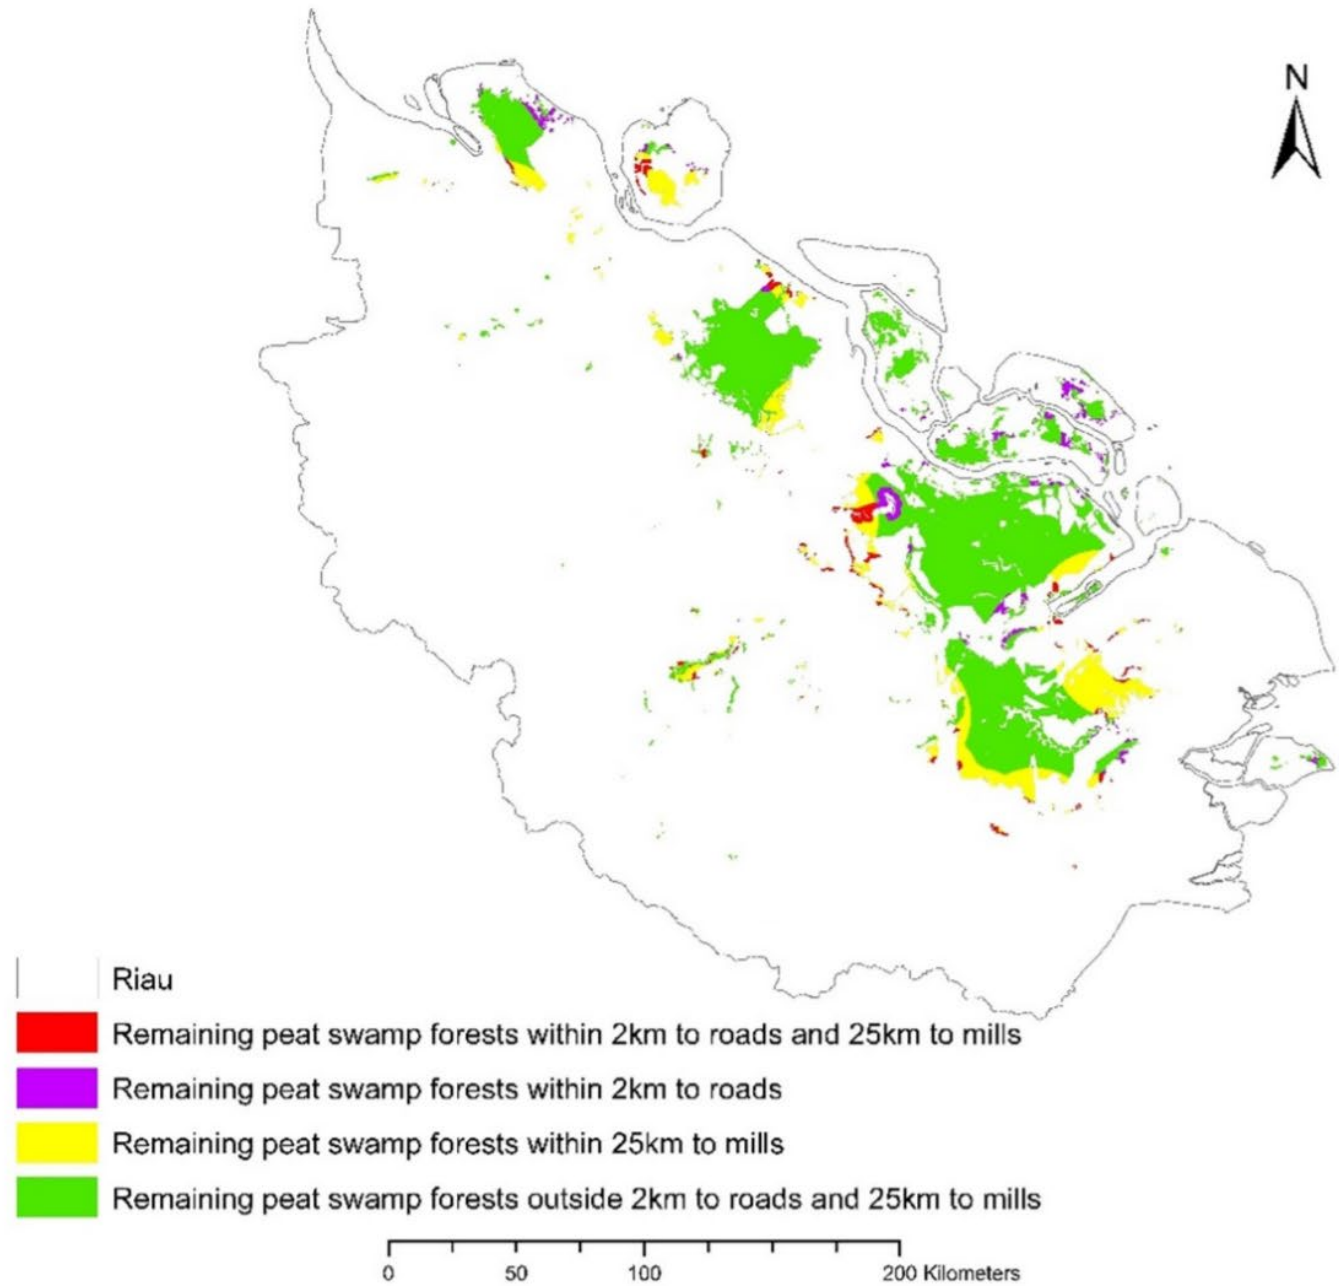 N
Riau
Remaining peat swamp forests within 2km to roads and 25km to mills
Remaining peat swamp forests within 2km to roads
Remaining peat swamp forests within 25km to mills
Remaining peat swamp forests outside 2km to roads and 25km to mills
0 50 100 200 Kilometers